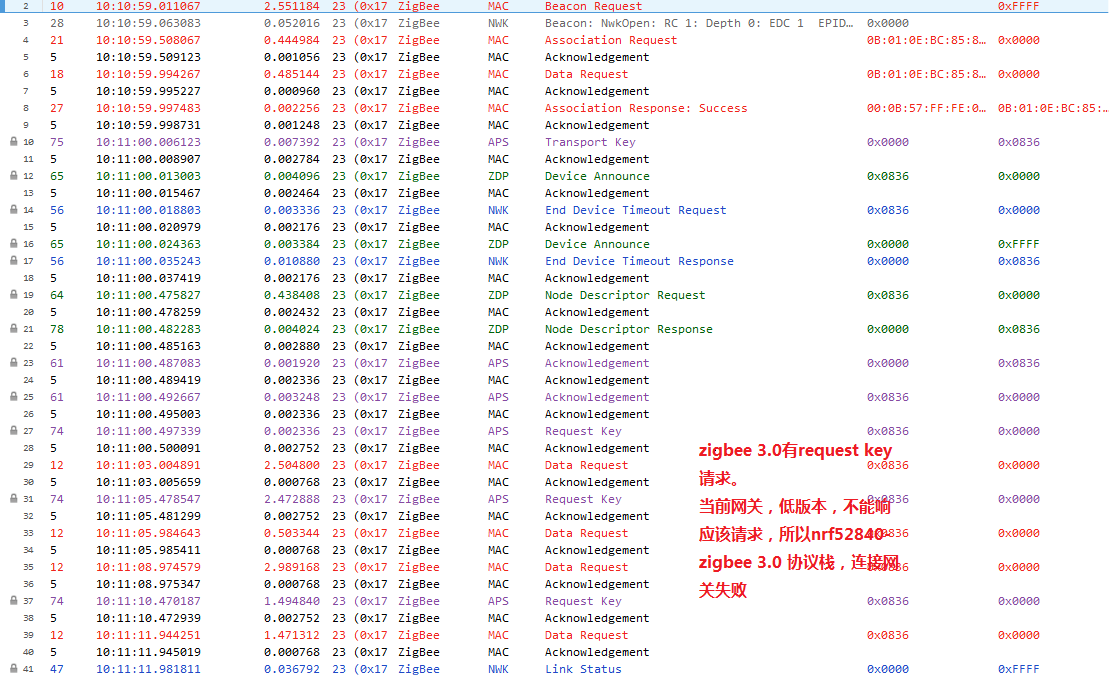 2 10 10:10:59.011067 2.551184 23 (0x17 ZigBee MAC Beacon Request 0xFFFF
3 28 10:10:59.063083 0.052016 23 (0x17 ZigBee NWK Beacon: NwkOpen: RC 1: Depth 0: EDC 1 EPID… 0x0000
4 21 10:10:59.508067 0.444984 23 (0x17 ZigBee MAC Association Request 0B:01:0E:BC:85:8… 0x0000
5 5 10:10:59.509123 0.001056 23 (0x17 ZigBee MAC Acknowledgement
6 18 10:10:59.994267 0.485144 23 (0x17 ZigBee MAC Data Request 0B:01:0E:BC:85:8… 0x0000
7 5 10:10:59.995227 0.000960 23 (0x17 ZigBee MAC Acknowledgement
8 27 10:10:59.997483 0.002256 23 (0x17 ZigBee MAC Association Response: Success 00:0B:57:FF:FE:0… 0B:01:0E:BC:85:…
9 5 10:10:59.998731 0.001248 23 (0x17 ZigBee MAC Acknowledgement
10 75 10:11:00.006123 0.007392 23 (0x17 ZigBee APS Transport Key 0x0000 0x0836
11 5 10:11:00.008907 0.002784 23 (0x17 ZigBee MAC Acknowledgement
12 65 10:11:00.013003 0.004096 23 (0x17 ZigBee ZDP Device Announce 0x0836 0x0000
13 5 10:11:00.015467 0.002464 23 (0x17 ZigBee MAC Acknowledgement
14 56 10:11:00.018803 0.003336 23 (0x17 ZigBee NWK End Device Timeout Request 0x0836 0x0000
15 5 10:11:00.020979 0.002176 23 (0x17 ZigBee MAC Acknowledgement
16 65 10:11:00.024363 0.003384 23 (0x17 ZigBee ZDP Device Announce 0x0000 0xFFFF
17 56 10:11:00.035243 0.010880 23 (0x17 ZigBee NWK End Device Timeout Response 0x0000 0x0836
18 5 10:11:00.037419 0.002176 23 (0x17 ZigBee MAC Acknowledgement
19 64 10:11:00.475827 0.438408 23 (0x17 ZigBee ZDP Node Descriptor Request 0x0836 0x0000
20 5 10:11:00.478259 0.002432 23 (0x17 ZigBee MAC Acknowledgement
21 78 10:11:00.482283 0.004024 23 (0x17 ZigBee ZDP Node Descriptor Response 0x0000 0x0836
22 5 10:11:00.485163 0.002880 23 (0x17 ZigBee MAC Acknowledgement
23 61 10:11:00.487083 0.001920 23 (0x17 ZigBee APS Acknowledgement 0x0000 0x0836
24 5 10:11:00.489419 0.002336 23 (0x17 ZigBee MAC Acknowledgement
25 61 10:11:00.492667 0.003248 23 (0x17 ZigBee APS Acknowledgement 0x0836 0x0000
26 5 10:11:00.495003 0.002336 23 (0x17 ZigBee MAC Acknowledgement
27 74 10:11:00.497339 0.002336 23 (0x17 ZigBee APS Request Key 0x0836 0x0000
28 5 10:11:00.500091 0.002752 23 (0x17 ZigBee MAC Acknowledgement
29 12 10:11:03.004891 2.504800 23 (0x17 ZigBee MAC Data Request 0x0836 0x0000
30 5 10:11:03.005659 0.000768 23 (0x17 ZigBee MAC Acknowledgement
31 74 10:11:05.478547 2.472888 23 (0x17 ZigBee APS Request Key 0x0836 0x0000
32 5 10:11:05.481299 0.002752 23 (0x17 ZigBee MAC Acknowledgement
33 12 10:11:05.984643 0.503344 23 (0x17 ZigBee MAC Data Request 0x0836 0x0000
34 5 10:11:05.985411 0.000768 23 (0x17 ZigBee MAC Acknowledgement
35 12 10:11:08.974579 2.989168 23 (0x17 ZigBee MAC Data Request 0x0836 0x0000
36 5 10:11:08.975347 0.000768 23 (0x17 ZigBee MAC Acknowledgement
37 74 10:11:10.470187 1.494840 23 (0x17 ZigBee APS Request Key 0x0836 0x0000
38 5 10:11:10.472939 0.002752 23 (0x17 ZigBee MAC Acknowledgement
39 12 10:11:11.944251 1.471312 23 (0x17 ZigBee MAC Data Request 0x0836 0x0000
40 5 10:11:11.945019 0.000768 23 (0x17 ZigBee MAC Acknowledgement
41 47 10:11:11.981811 0.036792 23 (0x17 ZigBee NWK Link Status 0x0000 0xFFFF
zigbee 3.0有request key
请求。
当前网关，低版本，不能响
应该请求，所以nrf52840
zigbee 3.0 协议栈，连接网
关失败